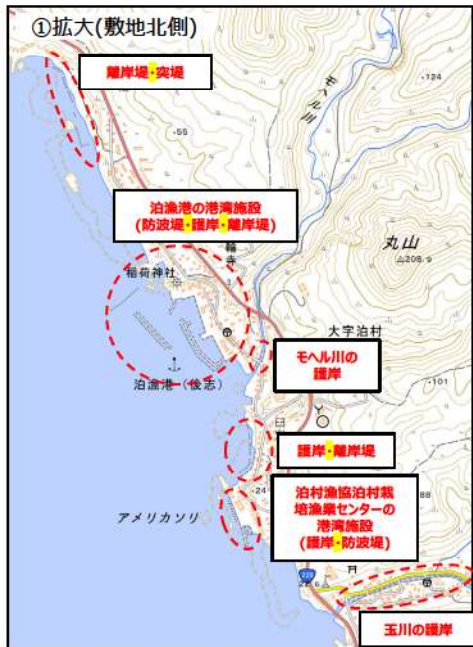 ①拡大(敷地北側)
離岸堤・突堤
モヘル川
・124
・55
泊漁港の港湾施設
(防波堤・護岸・離岸堤)
丸山
△208.9
稲荷神社
大字泊村
モヘル川の
護岸
泊漁港(後志)
・101
護岸・離岸堤
・24
泊村漁協泊村栽
培漁業センターの
港湾施設
(護岸・防波堤)
88
アメリカソリ
229
玉川の護岸